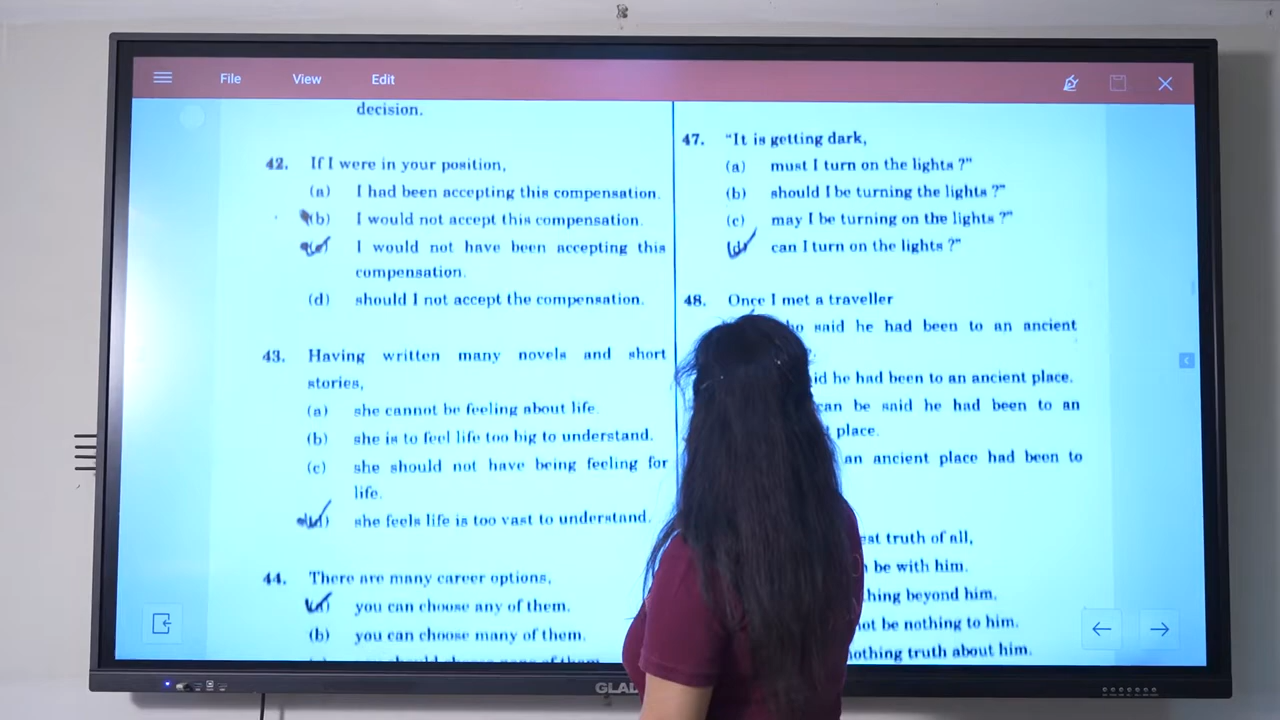 File View Edit
decision.
42. If I were in your position,
(a) I had been accepting this compensation.
(b) I would not accept this compensation.
(c) I would not have been accepting this
compensation.
(d) should I not accept the compensation.
43. Having written many novels and short
stories,
(a) she cannot be feeling about life.
(b) she is to feel life too big to understand.
(c) she should not have being feeling for
life.
(d) she feels life is too vast to understand.
44. There are many career options,
(a) you can choose any of them.
(b) you can choose many of them.
47. "It is getting dark,
(a) must I turn on the lights ?"
(b) should I be turning the lights ?"
(c) may I be turning on the lights ?"
(d) can I turn on the lights ?"
48. Once I met a traveller
said he had been to an ancient
he had been to an ancient place.
can be said he had been to an
place.
an ancient place had been to
truth of all,
be with him.
beyond him.
be nothing to him.
truth about him.